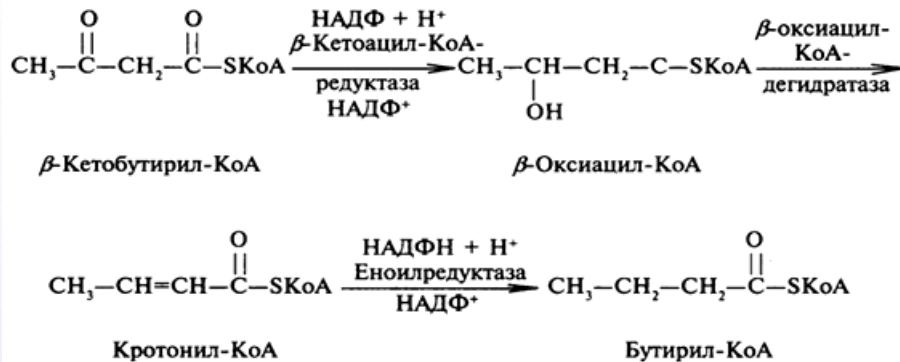 O O НАДФ + H⁺ β-оксиацил-
|| || β-Кетоацил-КоА- КоА-
CH₃–C–CH₂–C–SKoA редуктаза CH₃–CH–CH₂–C–SKoA дегидратаза
НАДФ⁺ |
OH
β-Кетобутирил-КоА β-Оксиацил-КоА
O O
|| НАДФН + H⁺ ||
CH₃–CH=CH–C–SKoA Еноилредуктаза CH₃–CH₂–CH₂–C–SKoA
НАДФ⁺
Кротонил-КоА Бутирил-КоА